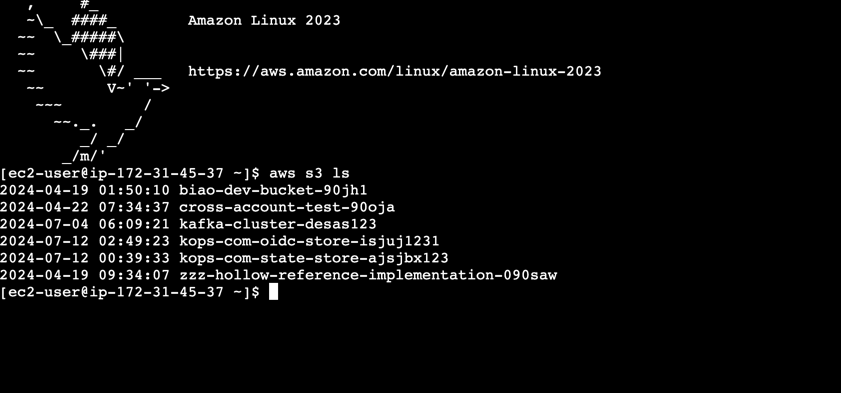 ,     #_
   ~\_  ####_        Amazon Linux 2023
  ~~  \_#####\
  ~~     \###|
  ~~       \#/ ___   https://aws.amazon.com/linux/amazon-linux-2023
   ~~       V~' '->
    ~~~         /
      ~~._.   _/
         _/ _/
       _/m/'
[ec2-user@ip-172-31-45-37 ~]$ aws s3 ls
2024-04-19 01:50:10 biao-dev-bucket-90jh1
2024-04-22 07:34:37 cross-account-test-90oja
2024-07-04 06:09:21 kafka-cluster-desas123
2024-07-12 02:49:23 kops-com-oidc-store-isjuj1231
2024-07-12 00:39:33 kops-com-state-store-ajsjbx123
2024-04-19 09:34:07 zzz-hollow-reference-implementation-090saw
[ec2-user@ip-172-31-45-37 ~]$